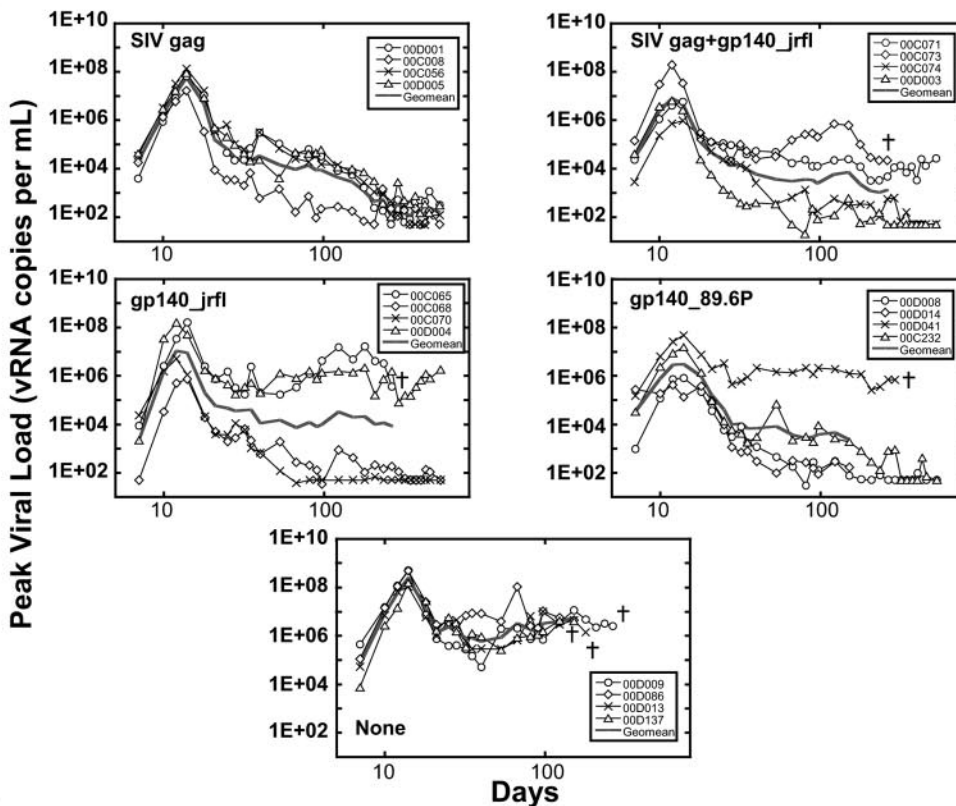 Peak Viral Load (vRNA copies per mL)
1E+10
1E+08
1E+06
1E+04
1E+02
SIV gag
00D001
00C008
00C056
00D005
Geomean
10
100
1E+10
1E+08
1E+06
1E+04
1E+02
SIV gag+gp140_jrfl
00C071
00C073
00C074
00D003
Geomean
†
10
100
1E+10
1E+08
1E+06
1E+04
1E+02
gp140_jrfl
00C065
00C068
00C070
00D004
Geomean
†
10
100
1E+10
1E+08
1E+06
1E+04
1E+02
gp140_89.6P
00D008
00D014
00D041
00C232
Geomean
†
10
100
1E+10
1E+08
1E+06
1E+04
1E+02
None
00D009
00D086
00D013
00D137
Geomean
†
†
†
10
100
Days